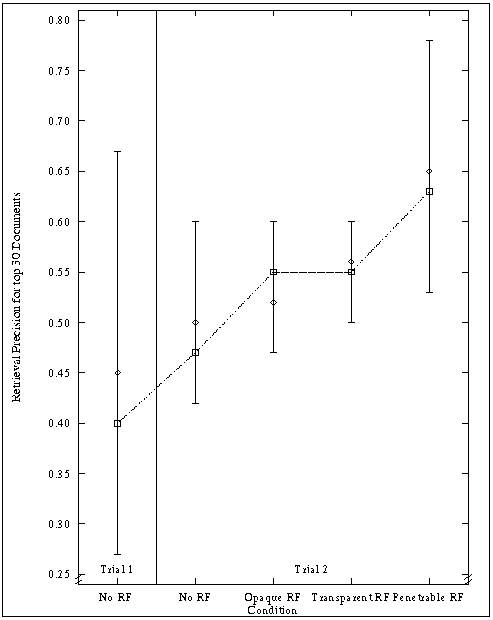 0.80
0.75
0.70
0.65
0.60
0.55
0.50
0.45
0.40
0.35
0.30
0.25
Retrieval Precision for top 30 Documents
Trial 1
Trial 2
No RF
No RF
Opaque RF
Transparent RF
Penetrable RF
Condition